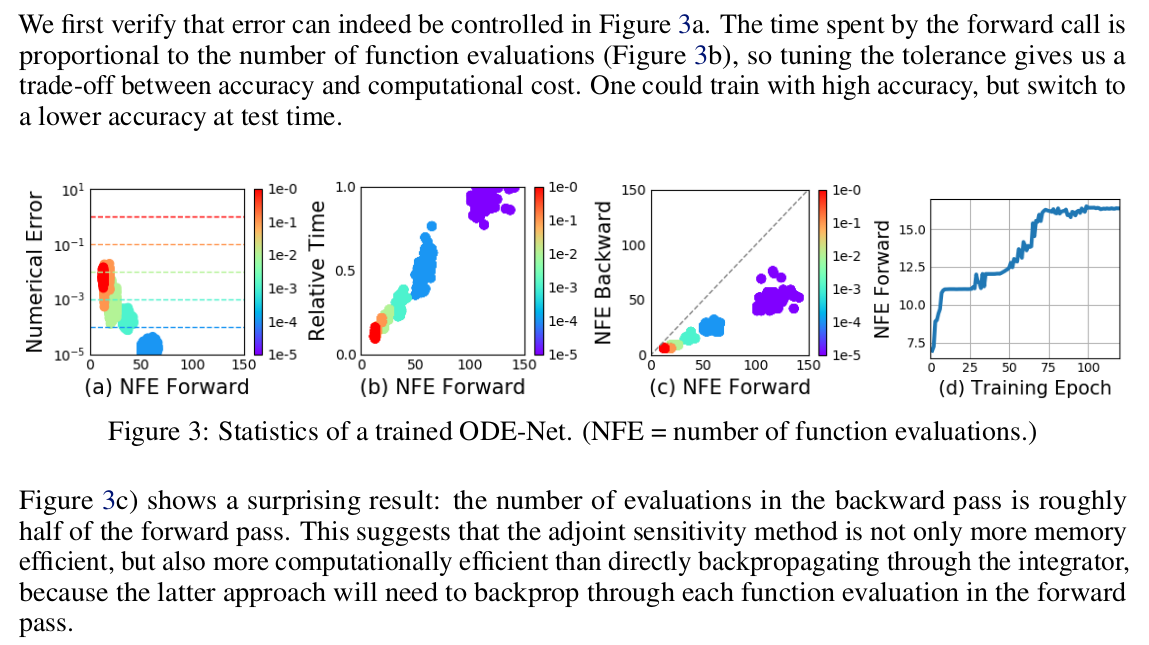 We first verify that error can indeed be controlled in Figure 3a. The time spent by the forward call is
proportional to the number of function evaluations (Figure 3b), so tuning the tolerance gives us a
trade-off between accuracy and computational cost. One could train with high accuracy, but switch to
a lower accuracy at test time.
Numerical Error
10^1
10^-1
10^-3
10^-5
0 50 100 150
(a) NFE Forward
1e-0
1e-1
1e-2
1e-3
1e-4
1e-5
Relative Time
1.0
0.5
0.0
0 50 100 150
(b) NFE Forward
1e-0
1e-1
1e-2
1e-3
1e-4
1e-5
NFE Backward
150
100
50
0
0 50 100 150
(c) NFE Forward
1e-0
1e-1
1e-2
1e-3
1e-4
1e-5
NFE Forward
15.0
12.5
10.0
7.5
0 25 50 75 100
(d) Training Epoch
Figure 3: Statistics of a trained ODE-Net. (NFE = number of function evaluations.)
Figure 3c) shows a surprising result: the number of evaluations in the backward pass is roughly
half of the forward pass. This suggests that the adjoint sensitivity method is not only more memory
efficient, but also more computationally efficient than directly backpropagating through the integrator,
because the latter approach will need to backprop through each function evaluation in the forward
pass.